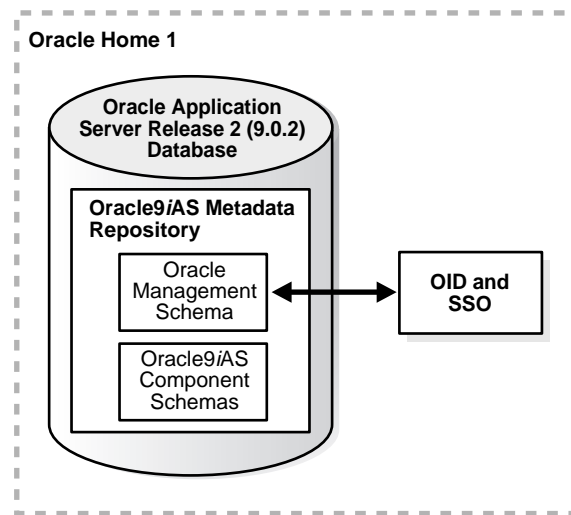 Oracle Home 1
Oracle Application
Server Release 2 (9.0.2)
Database
Oracle9iAS Metadata
Repository
Oracle
Management
Schema
OID and
SSO
Oracle9iAS
Component
Schemas